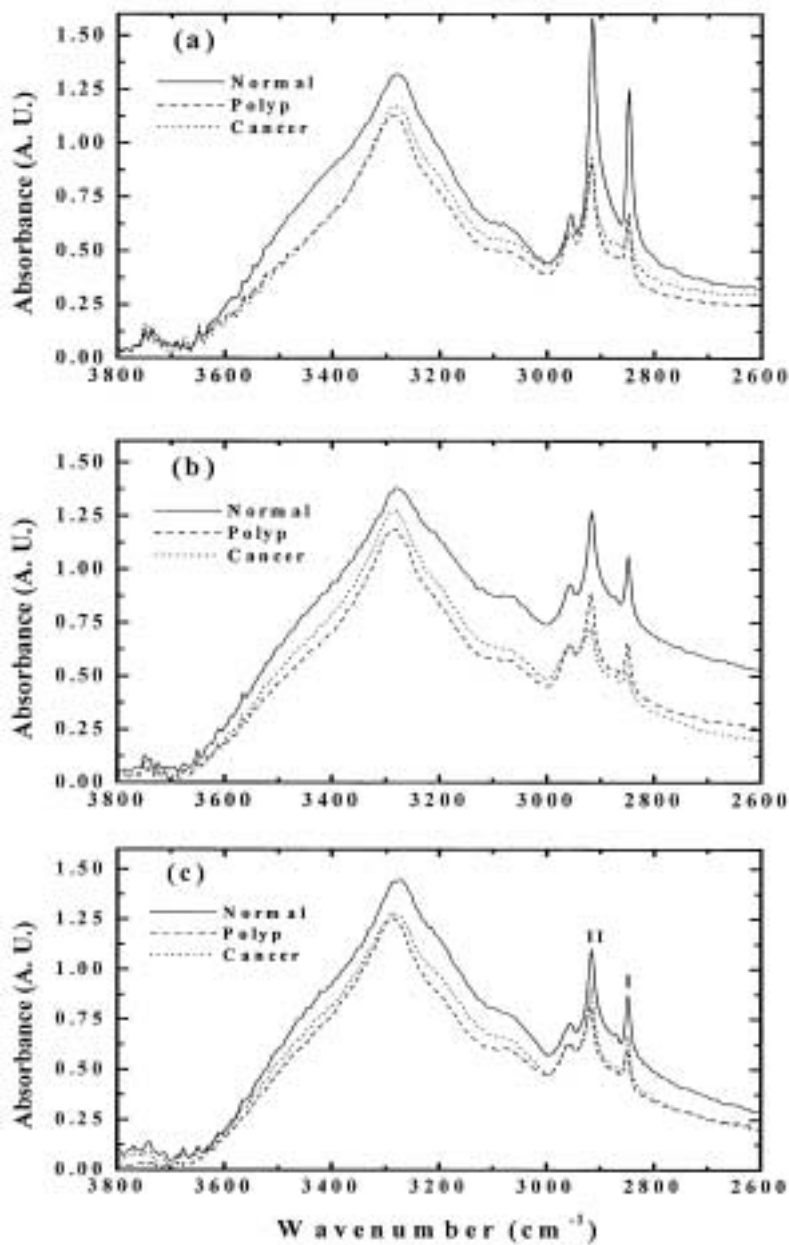 (a)
Normal
Polyp
Cancer
Absorbance (A. U.)
1.50
1.25
1.00
0.75
0.50
0.25
0.00
3800 3600 3400 3200 3000 2800 2600
(b)
Normal
Polyp
Cancer
Absorbance (A. U.)
1.50
1.25
1.00
0.75
0.50
0.25
0.00
3800 3600 3400 3200 3000 2800 2600
(c)
Normal
Polyp
Cancer
II
I
Absorbance (A. U.)
1.50
1.25
1.00
0.75
0.50
0.25
0.00
3800 3600 3400 3200 3000 2800 2600
Wavenumber (cm⁻¹)